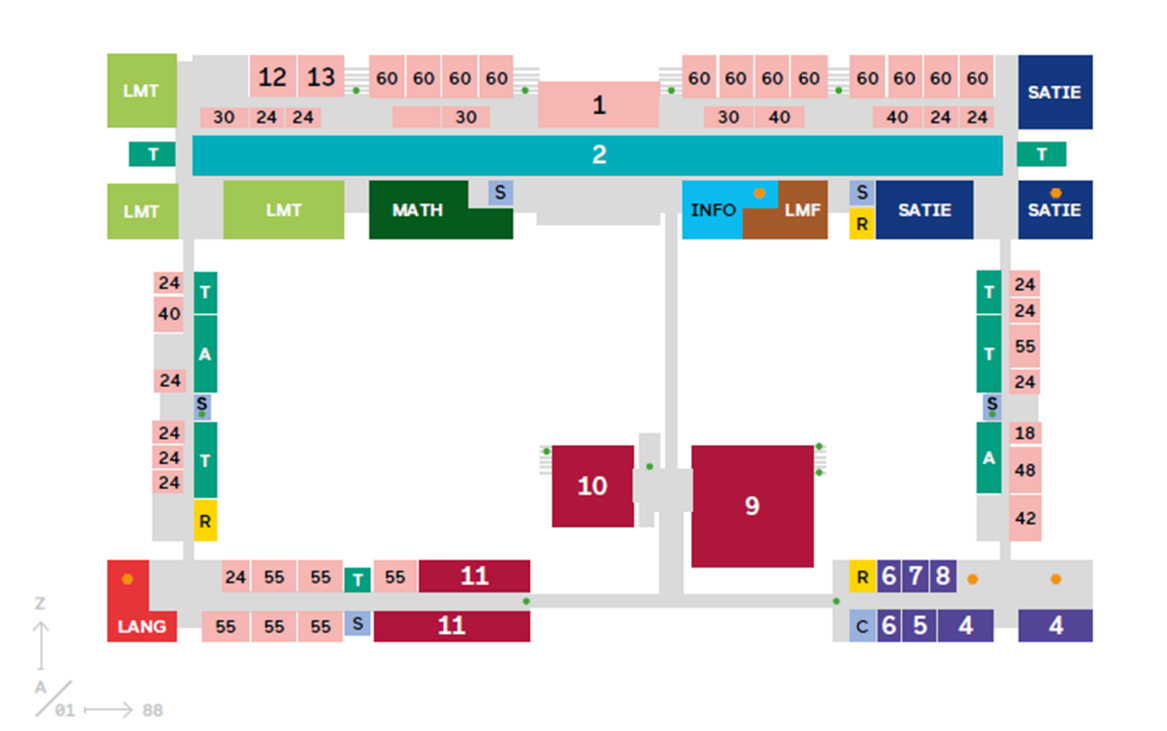 12 13 60 60 60 60 60 60 60 60 60 60 60 60
LMT 1 SATIE
30 24 24 30 30 40 40 24 24
T 2 T
LMT LMT MATH S INFO LMF S SATIE SATIE
R
24 T T 24
40 24
A T 55
24 24
S S
24 18
24 T A 48
24
10 9
R 42
24 55 55 T 55 11 R 6 7 8
LANG 55 55 55 S 11 C 6 5 4 4
Z
A
01 88